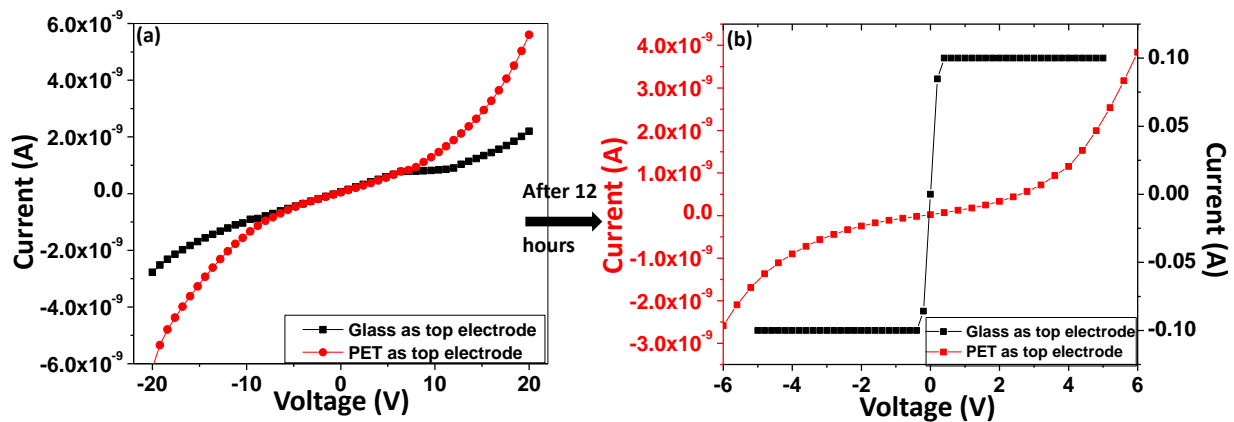 (a)
6.0x10-9
4.0x10-9
2.0x10-9
0.0
-2.0x10-9
-4.0x10-9
-6.0x10-9
Current (A)
-20 -10 0 10 20
Voltage (V)
Glass as top electrode
PET as top electrode
After 12
hours
(b)
4.0x10-9
3.0x10-9
2.0x10-9
1.0x10-9
0.0
-1.0x10-9
-2.0x10-9
-3.0x10-9
Current (A)
0.10
0.05
0.00
-0.05
-0.10
Current (A)
-6 -4 -2 0 2 4 6
Voltage (V)
Glass as top electrode
PET as top electrode